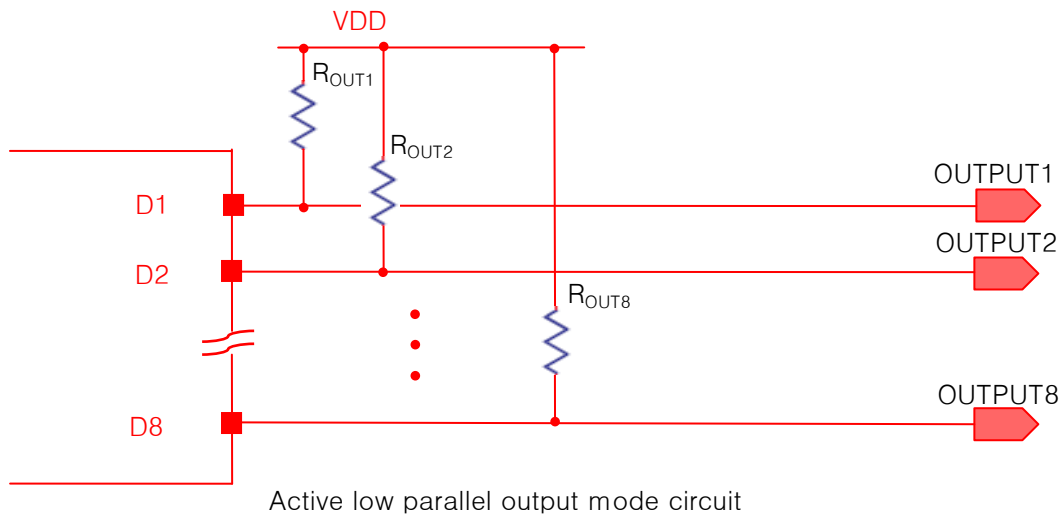 VDD
ROUT1
ROUT2
OUTPUT1
D1
OUTPUT2
D2
ROUT8
OUTPUT8
D8
Active low parallel output mode circuit